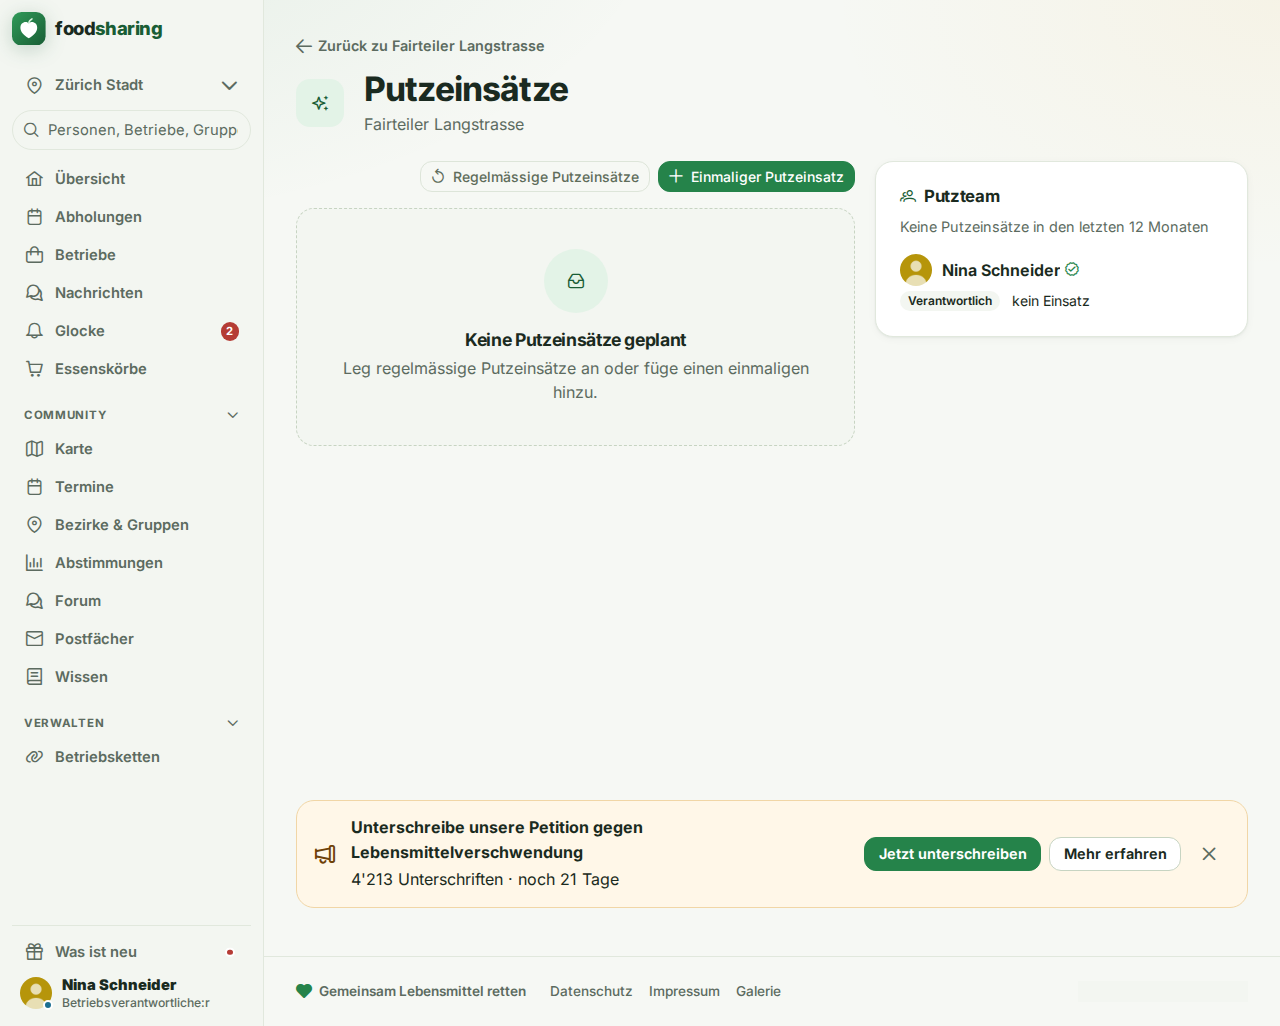 foodsharing
Zürich Stadt
Personen, Betriebe, Grupp
Übersicht
Abholungen
Betriebe
Nachrichten
Glocke
2
Essenskörbe
COMMUNITY
Karte
Termine
Bezirke & Gruppen
Abstimmungen
Forum
Postfächer
Wissen
VERWALTEN
Betriebsketten
Was ist neu
Nina Schneider
Betriebsverantwortliche:r
Zurück zu Fairteiler Langstrasse
Putzeinsätze
Fairteiler Langstrasse
Regelmässige Putzeinsätze
Einmaliger Putzeinsatz
Keine Putzeinsätze geplant
Leg regelmässige Putzeinsätze an oder füge einen einmaligen
hinzu.
Putzteam
Keine Putzeinsätze in den letzten 12 Monaten
Nina Schneider
Verantwortlich
kein Einsatz
Unterschreibe unsere Petition gegen
Lebensmittelverschwendung
4'213 Unterschriften · noch 21 Tage
Jetzt unterschreiben
Mehr erfahren
Gemeinsam Lebensmittel retten
Datenschutz
Impressum
Galerie